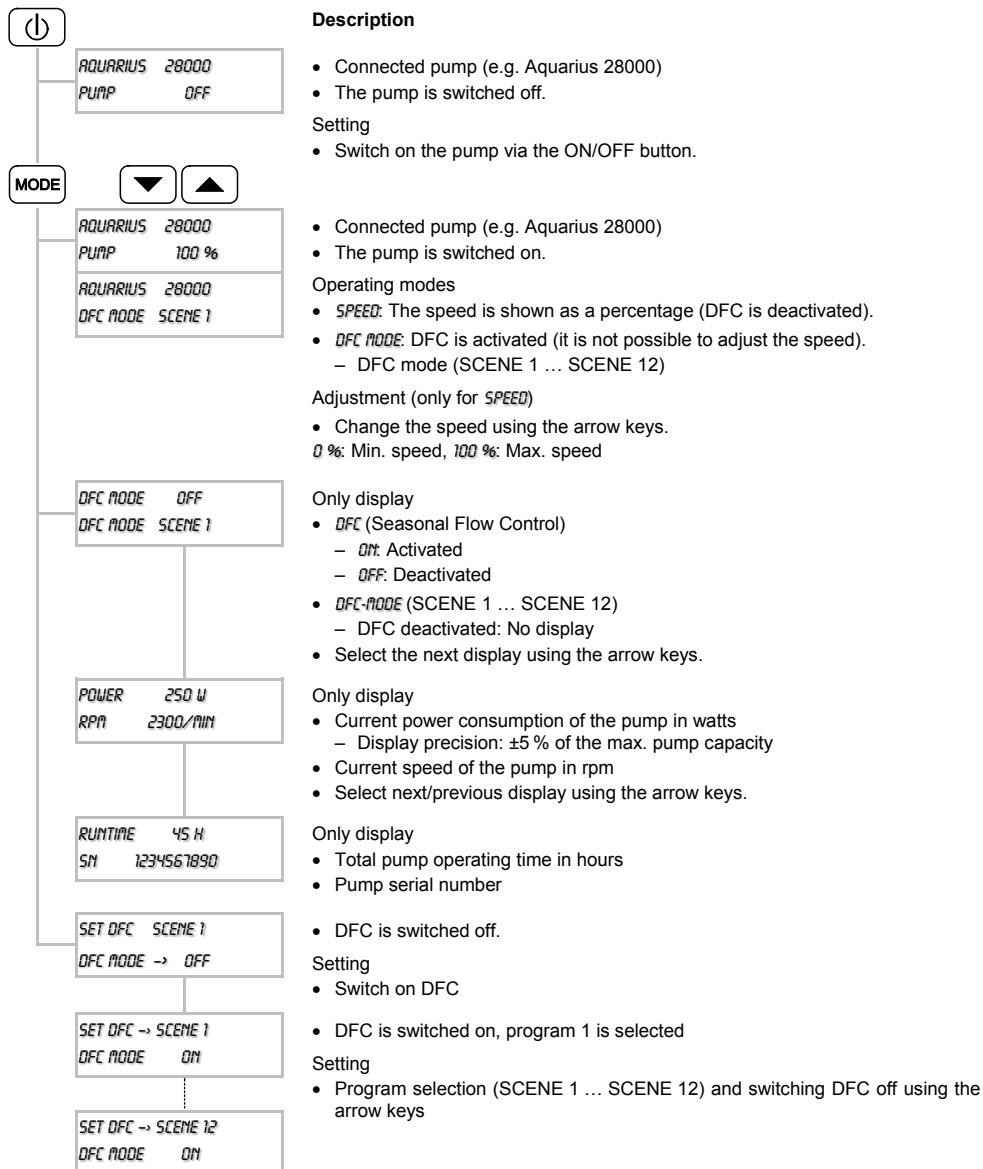 Description
AQUARIUS 28000
PUMP OFF
• Connected pump (e.g. Aquarius 28000)
• The pump is switched off.
Setting
• Switch on the pump via the ON/OFF button.
MODE
AQUARIUS 28000
PUMP 100 %
• Connected pump (e.g. Aquarius 28000)
• The pump is switched on.
AQUARIUS 28000
DFC MODE SCENE 1
Operating modes
• SPEED: The speed is shown as a percentage (DFC is deactivated).
• DFC MODE: DFC is activated (it is not possible to adjust the speed).
– DFC mode (SCENE 1 … SCENE 12)
Adjustment (only for SPEED)
• Change the speed using the arrow keys.
0 %: Min. speed, 100 %: Max. speed
DFC MODE OFF
DFC MODE SCENE 1
Only display
• DFC (Seasonal Flow Control)
– ON: Activated
– OFF: Deactivated
• DFC-MODE (SCENE 1 … SCENE 12)
– DFC deactivated: No display
• Select the next display using the arrow keys.
POWER 250 W
RPM 2300/MIN
Only display
• Current power consumption of the pump in watts
– Display precision: ±5 % of the max. pump capacity
• Current speed of the pump in rpm
• Select next/previous display using the arrow keys.
RUNTIME 45 H
SN 1234567890
Only display
• Total pump operating time in hours
• Pump serial number
SET DFC SCENE 1
DFC MODE -> OFF
• DFC is switched off.
Setting
• Switch on DFC
SET DFC -> SCENE 1
DFC MODE ON
• DFC is switched on, program 1 is selected
Setting
• Program selection (SCENE 1 … SCENE 12) and switching DFC off using the
arrow keys
SET DFC -> SCENE 12
DFC MODE ON